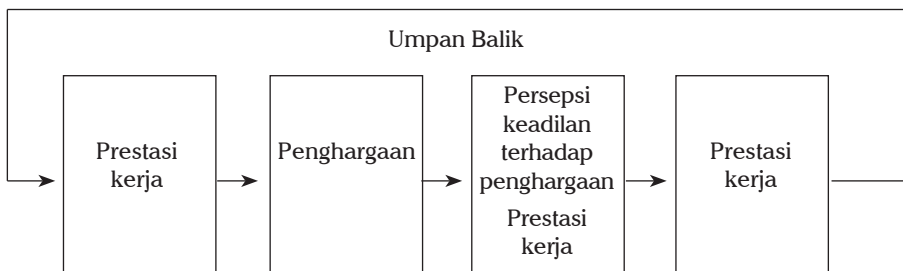 Umpan Balik
Prestasi
kerja
Penghargaan
Persepsi
keadilan
terhadap
penghargaan
Prestasi
kerja
Prestasi
kerja